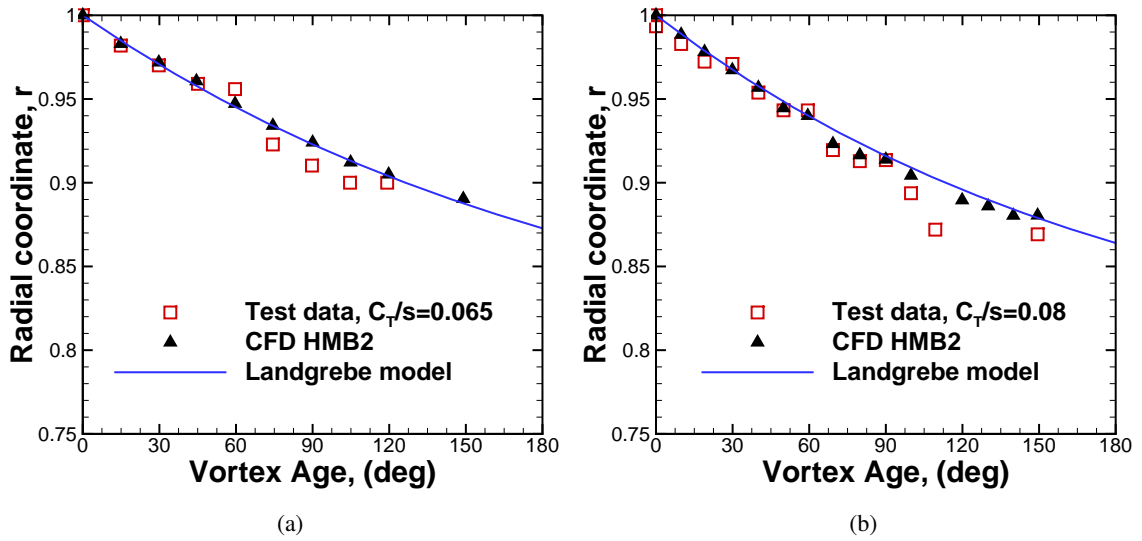 1
0.95
0.9
0.85
0.8
0.75
Radial coordinate, r
Test data, C_T/s=0.065
CFD HMB2
Landgrebe model
0 30 60 90 120 150 180
Vortex Age, (deg)
(a)
1
0.95
0.9
0.85
0.8
0.75
Radial coordinate, r
Test data, C_T/s=0.08
CFD HMB2
Landgrebe model
0 30 60 90 120 150 180
Vortex Age, (deg)
(b)